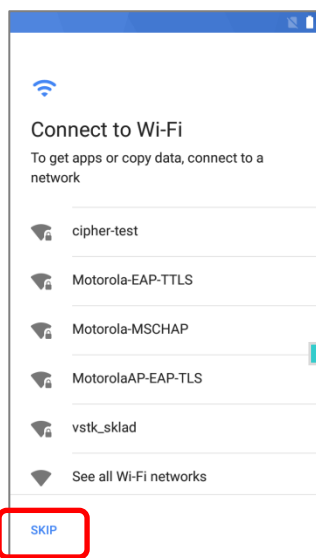 Connect to Wi-Fi
To get apps or copy data, connect to a
network
cipher-test
Motorola-EAP-TTLS
Motorola-MSCHAP
MotorolaAP-EAP-TLS
vstk_sklad
See all Wi-Fi networks
SKIP